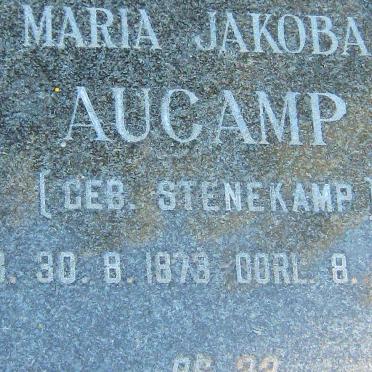 MARIA JAKOBA
AUCAMP
(GEB. STENEKAMP)
30. 8. 1873 OORL. 8.